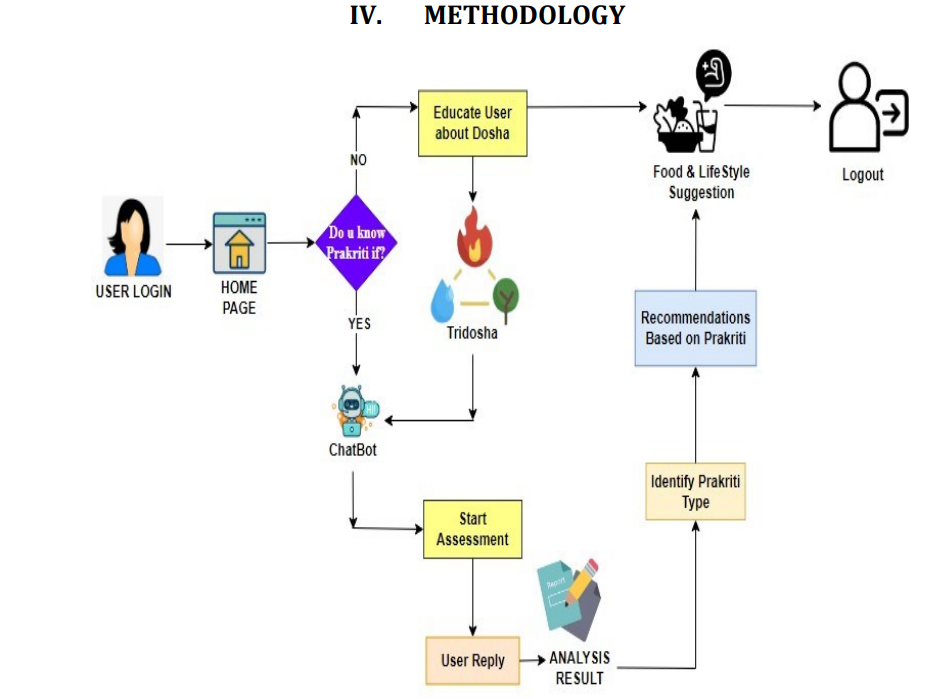 IV. METHODOLOGY
Educate User
about Dosha
NO
Food & LifeStyle
Suggestion
Logout
Do u know
Prakriti if?
USER LOGIN
HOME
PAGE
YES
Tridosha
Recommendations
Based on Prakriti
HI!
ChatBot
Identify Prakriti
Type
Start
Assessment
Report
User Reply
ANALYSIS
RESULT